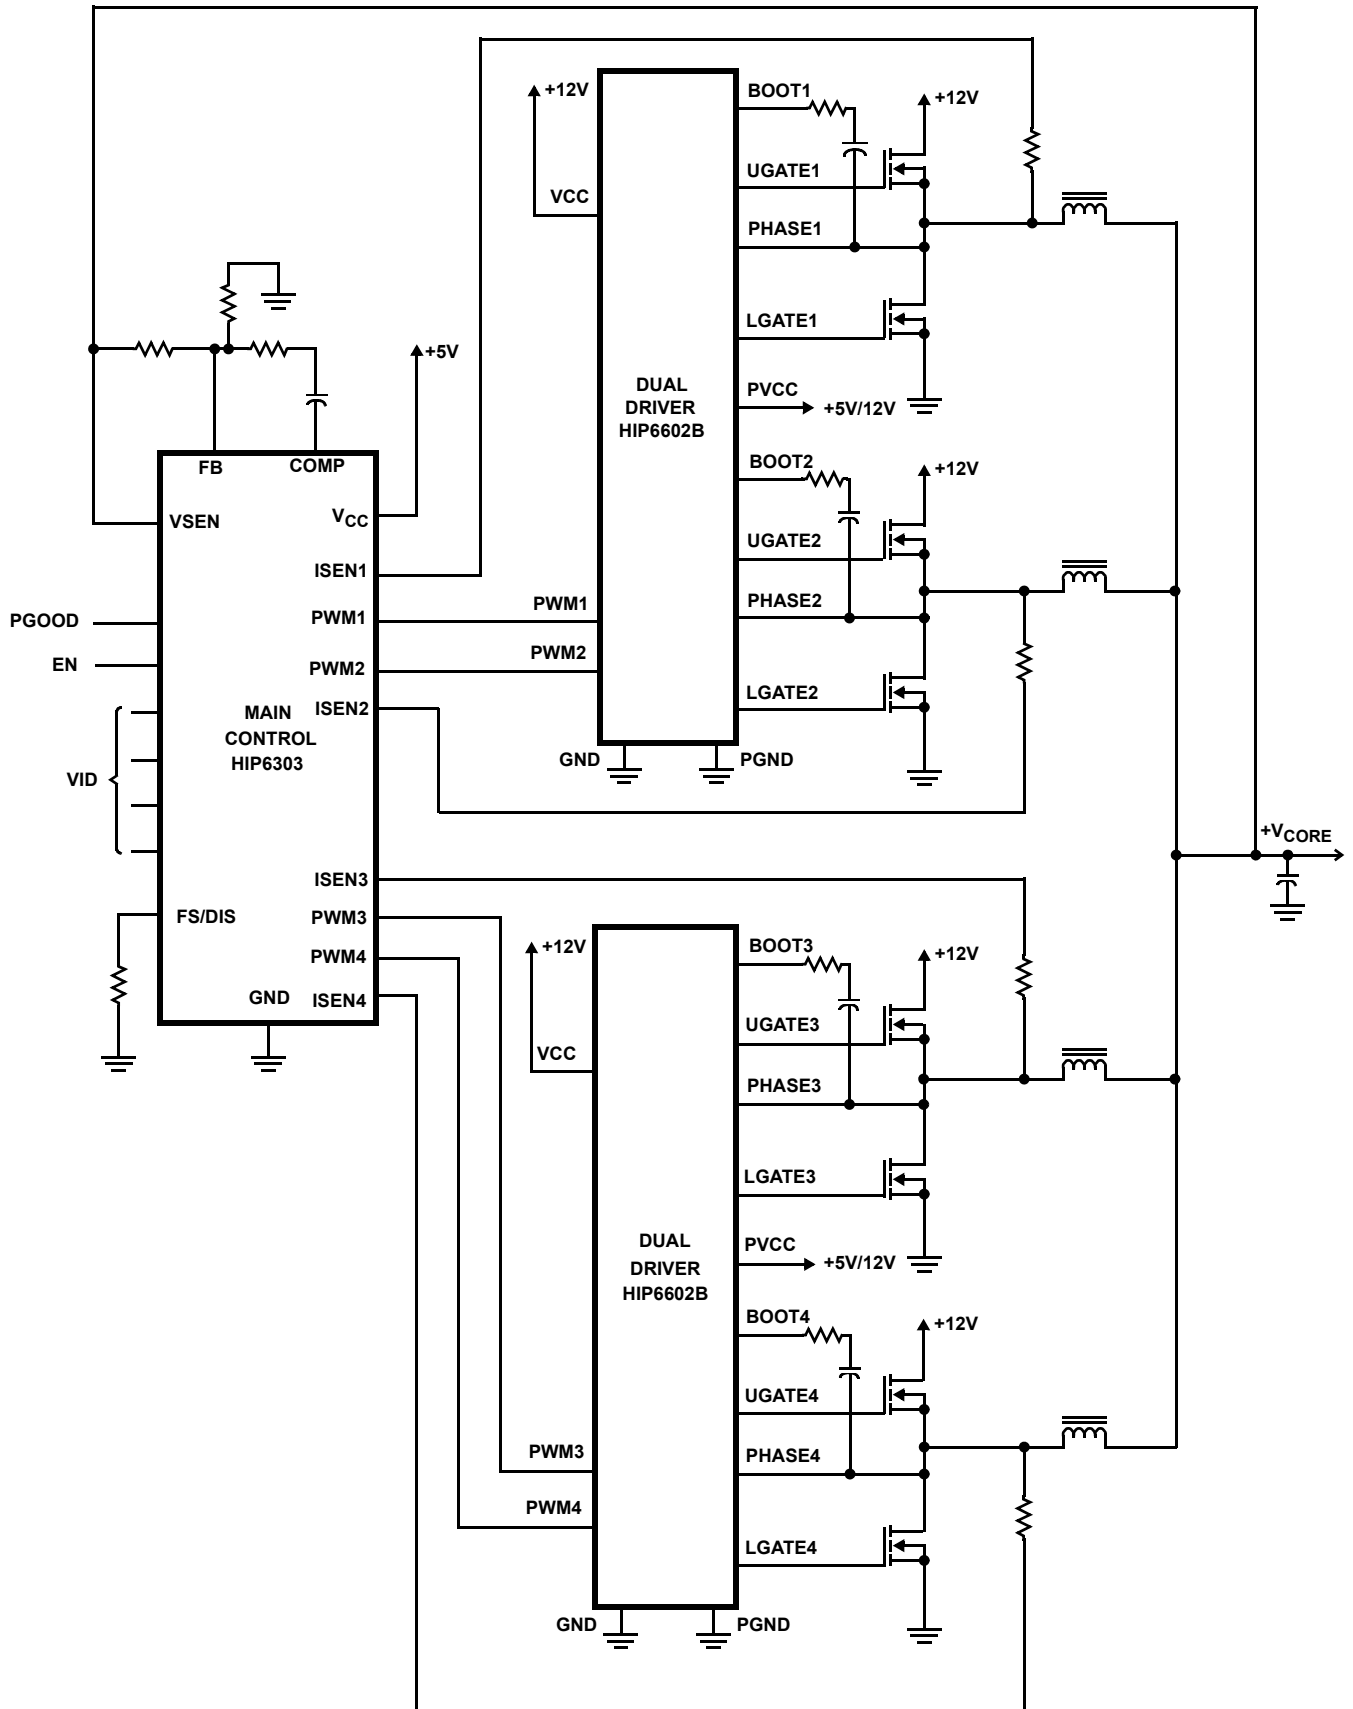 +12V
VCC
BOOT1
+12V
UGATE1
PHASE1
LGATE1
PVCC
+5V/12V
DUAL
DRIVER
HIP6602B
BOOT2
+12V
UGATE2
PHASE2
LGATE2
PWM1
PWM2
GND
PGND
+5V
FB
COMP
VSEN
VCC
ISEN1
PWM1
PWM2
ISEN2
PGOOD
EN
VID
MAIN
CONTROL
HIP6303
ISEN3
PWM3
PWM4
ISEN4
FS/DIS
GND
+VCORE
+12V
VCC
BOOT3
+12V
UGATE3
PHASE3
LGATE3
PVCC
+5V/12V
DUAL
DRIVER
HIP6602B
BOOT4
+12V
UGATE4
PHASE4
LGATE4
PWM3
PWM4
GND
PGND